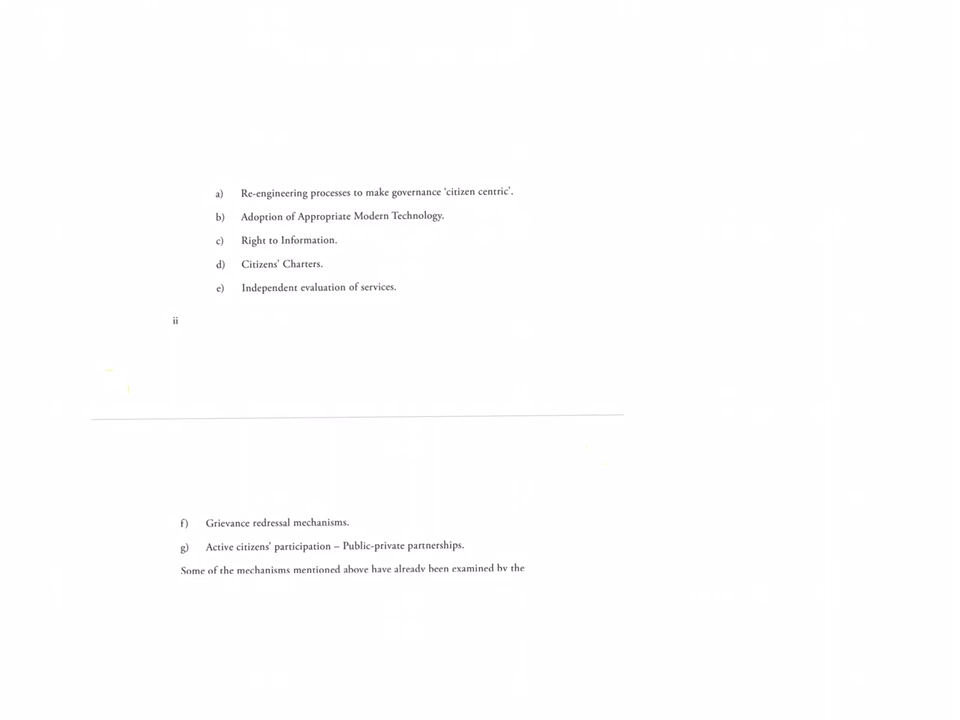 a) Re-engineering processes to make governance 'citizen centric'.
b) Adoption of Appropriate Modern Technology.
c) Right to Information.
d) Citizens' Charters.
e) Independent evaluation of services.
ii
f) Grievance redressal mechanisms.
g) Active citizens' participation – Public-private partnerships.
Some of the mechanisms mentioned above have already been examined by the